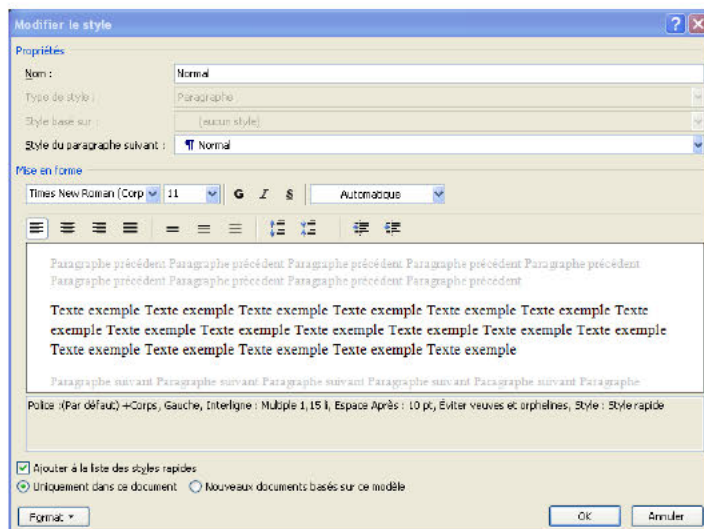 Modifier le style
Propriétés
Nom : Normal
Type de style : Paragraphe
Style basé sur : (aucun style)
Style du paragraphe suivant : ¶ Normal
Mise en forme
Times New Roman (Corp 11 G I S Automatique
Paragraphe précédent Paragraphe précédent Paragraphe précédent Paragraphe précédent Paragraphe précédent
Paragraphe précédent Paragraphe précédent Paragraphe précédent Paragraphe précédent
Texte exemple Texte exemple Texte exemple Texte exemple Texte exemple Texte exemple Texte
exemple Texte exemple Texte exemple Texte exemple Texte exemple Texte exemple Texte exemple
Texte exemple Texte exemple Texte exemple Texte exemple Texte exemple
Paragraphe suivant Paragraphe suivant Paragraphe suivant Paragraphe suivant Paragraphe suivant Paragraphe
Police :(Par défaut) +Corps, Gauche, Interligne : Multiple 1,15 li, Espace Après : 10 pt, Éviter veuves et orphelines, Style : Style rapide
Ajouter à la liste des styles rapides
Uniquement dans ce document Nouveaux documents basés sur ce modèle
Format OK Annuler